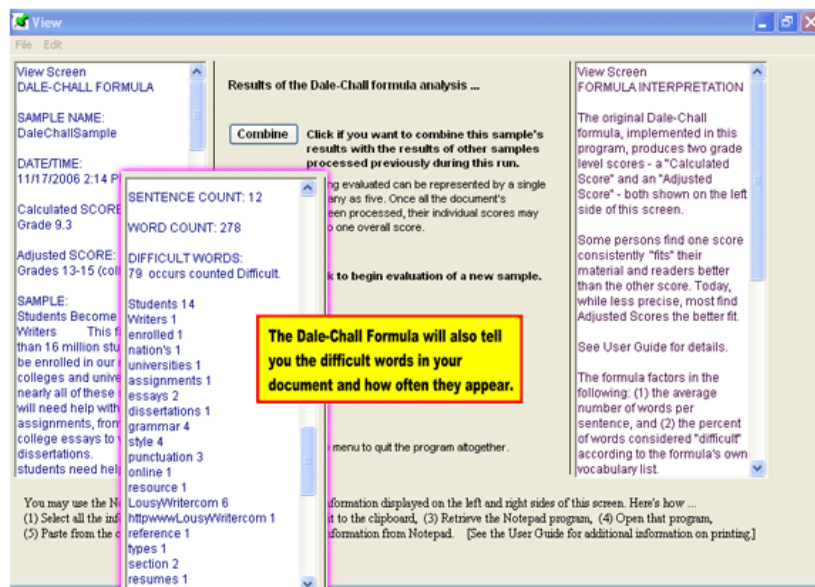 View
File Edit
View Screen
DALE-CHALL FORMULA
SAMPLE NAME:
DaleChallSample
DATE/TIME:
11/17/2006 2:14 P
Calculated SCORE
Grade 9.3
Adjusted SCORE:
Grades 13-15 (coll
SAMPLE:
Students Become
Writers This f
than 16 million stu
be enrolled in our
colleges and unive
nearly all of these
will need help with
assignments, from
college essays to
dissertations.
students need help
SENTENCE COUNT: 12
WORD COUNT: 278
DIFFICULT WORDS:
79 occurs counted Difficult.
Students 14
Writers 1
enrolled 1
nation's 1
universities 1
assignments 1
essays 2
dissertations 1
grammar 4
style 4
punctuation 3
online 1
resource 1
LousyWritercom 6
httpwwwLousyWritercom 1
reference 1
types 1
section 2
resumes 1
Results of the Dale-Chall formula analysis ...
Combine
Click if you want to combine this sample's
results with the results of other samples
processed previously during this run.
ing evaluated can be represented by a single
any as five. Once all the document's
een processed, their individual scores may
o one overall score.
k to begin evaluation of a new sample.
The Dale-Chall Formula will also tell
you the difficult words in your
document and how often they appear.
menu to quit the program altogether.
View Screen
FORMULA INTERPRETATION
The original Dale-Chall
formula, implemented in this
program, produces two grade
level scores - a "Calculated
Score" and an "Adjusted
Score" - both shown on the left
side of this screen.
Some persons find one score
consistently "fits" their
material and readers better
than the other score. Today,
while less precise, most find
Adjusted Scores the better fit.
See User Guide for details.
The formula factors in the
following: (1) the average
number of words per
sentence, and (2) the percent
of words considered "difficult"
according to the formula's own
vocabulary list.
You may use the N formation displayed on the left and right sides of this screen. Here's how ...
(1) Select all the inf t to the clipboard, (3) Retrieve the Notepad program, (4) Open that program,
(5) Paste from the c formation from Notepad. [See the User Guide for additional information on printing.]